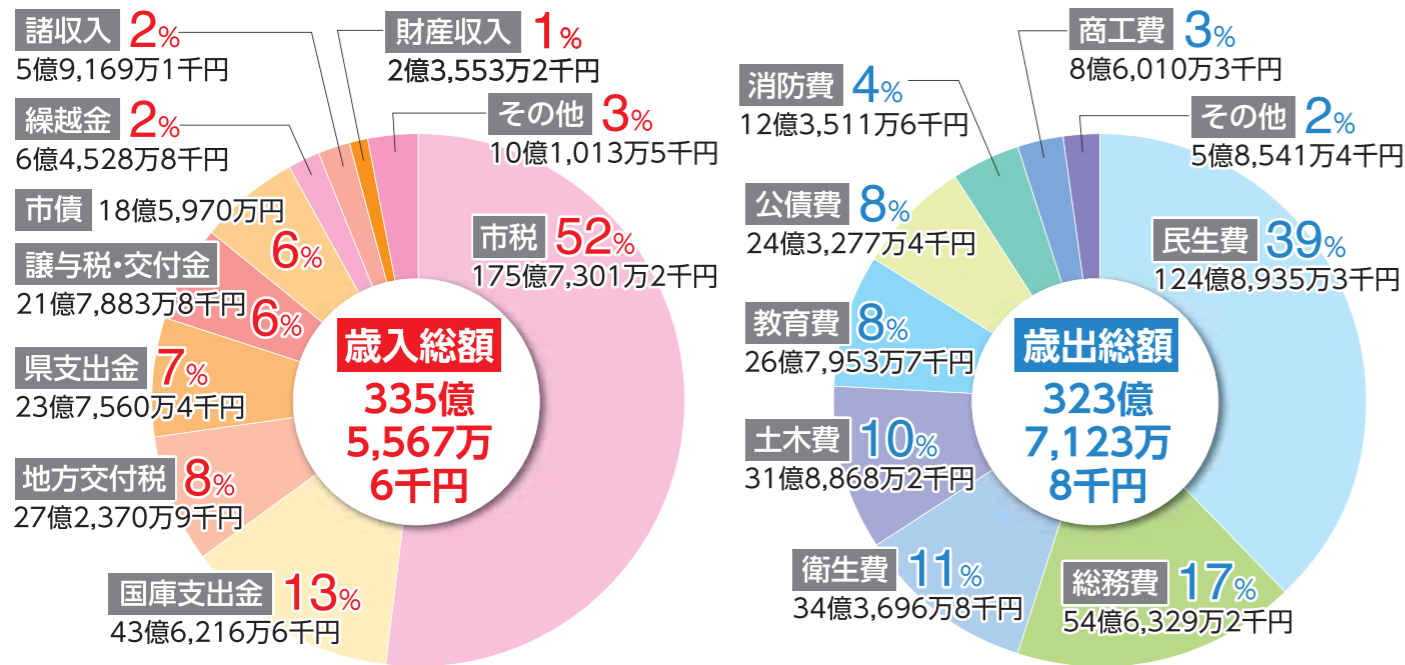 諸収入 2%
5億9,169万1千円
財産収入 1%
2億3,553万2千円
繰越金 2%
6億4,528万8千円
その他 3%
10億1,013万5千円
市債 18億5,970万円
6%
市税 52%
175億7,301万2千円
譲与税・交付金
21億7,883万8千円
6%
県支出金 7%
23億7,560万4千円
地方交付税 8%
27億2,370万9千円
国庫支出金 13%
43億6,216万6千円
歳入総額
335億
5,567万
6千円
商工費 3%
8億6,010万3千円
消防費 4%
12億3,511万6千円
その他 2%
5億8,541万4千円
公債費 8%
24億3,277万4千円
民生費 39%
124億8,935万3千円
教育費 8%
26億7,953万7千円
土木費 10%
31億8,868万2千円
衛生費 11%
34億3,696万8千円
総務費 17%
54億6,329万2千円
歳出総額
323億
7,123万
8千円